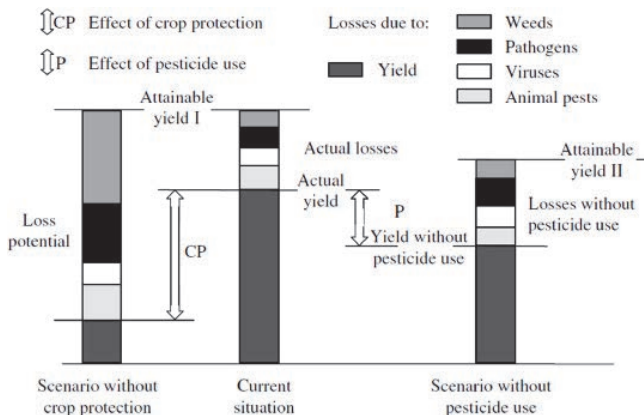 CP Effect of crop protection
P Effect of pesticide use
Losses due to:
Yield
Weeds
Pathogens
Viruses
Animal pests
Attainable
yield I
Loss
potential
CP
Actual losses
Actual
yield
P
Yield without
pesticide use
Attainable
yield II
Losses without
pesticide use
Scenario without
crop protection
Current
situation
Scenario without
pesticide use